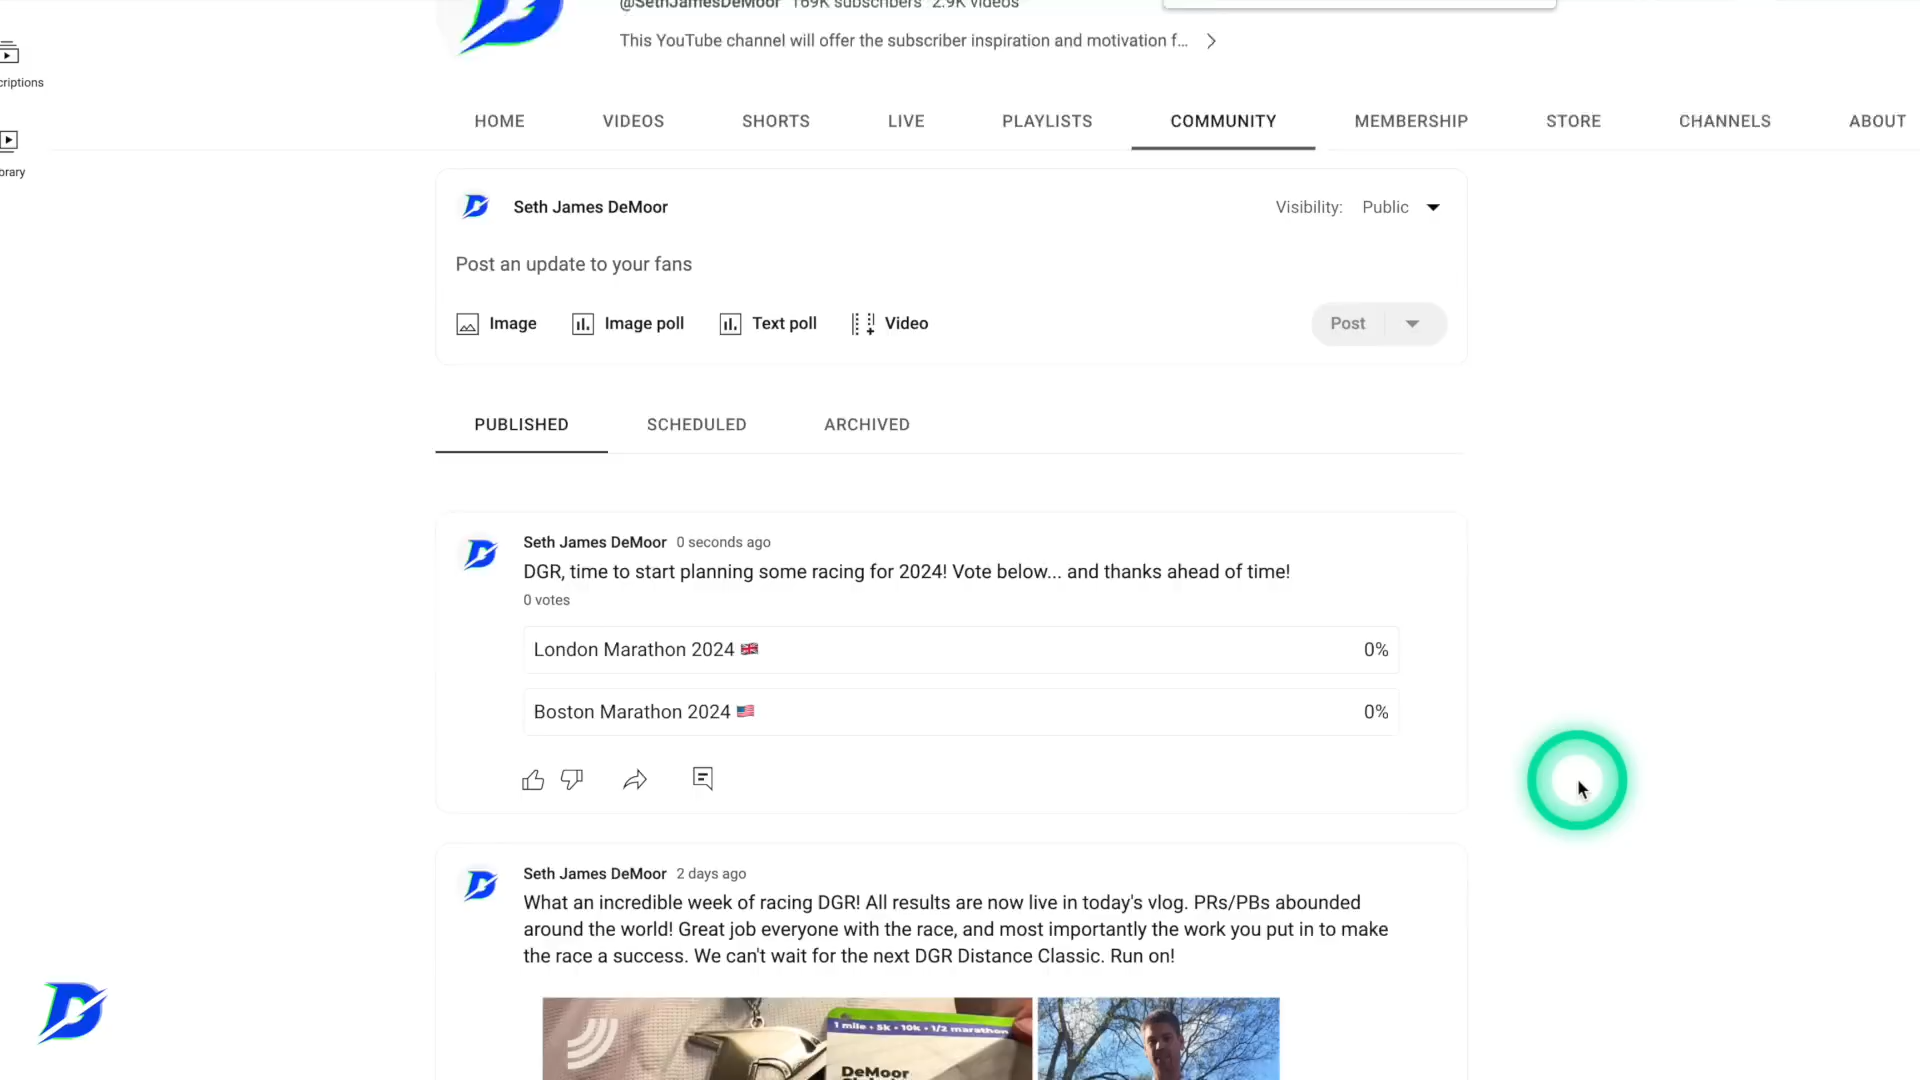 @SethJamesDeMoor 169K subscribers 2.9K videos
This YouTube channel will offer the subscriber inspiration and motivation f...
criptions
HOME VIDEOS SHORTS LIVE PLAYLISTS COMMUNITY MEMBERSHIP STORE CHANNELS ABOUT
brary
Seth James DeMoor Visibility: Public
Post an update to your fans
Image Image poll Text poll Video Post
PUBLISHED SCHEDULED ARCHIVED
Seth James DeMoor 0 seconds ago
DGR, time to start planning some racing for 2024! Vote below... and thanks ahead of time!
0 votes
London Marathon 2024 🇬🇧 0%
Boston Marathon 2024 🇺🇸 0%
Seth James DeMoor 2 days ago
What an incredible week of racing DGR! All results are now live in today's vlog. PRs/PBs abounded
around the world! Great job everyone with the race, and most importantly the work you put in to make
the race a success. We can't wait for the next DGR Distance Classic. Run on!
1 mile • 5k • 10k • 1/2 marathon
DeMoor